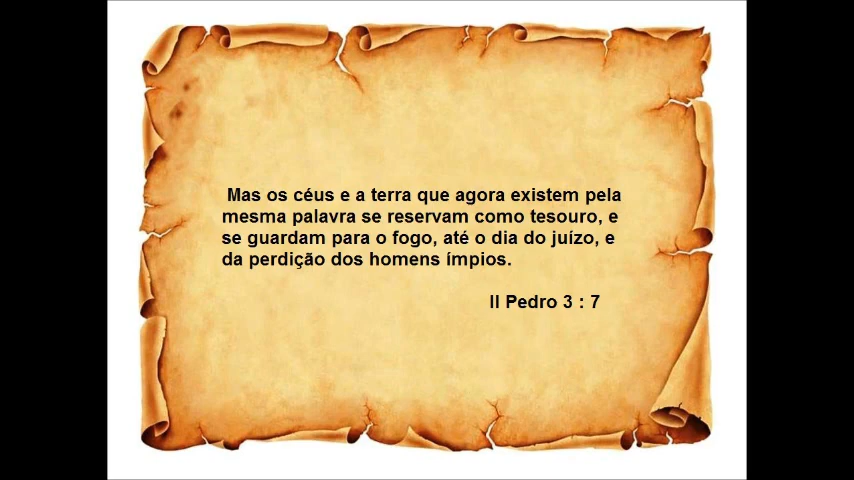 Mas os céus e a terra que agora existem pela
mesma palavra se reservam como tesouro, e
se guardam para o fogo, até o dia do juízo, e
da perdição dos homens ímpios.
II Pedro 3 : 7